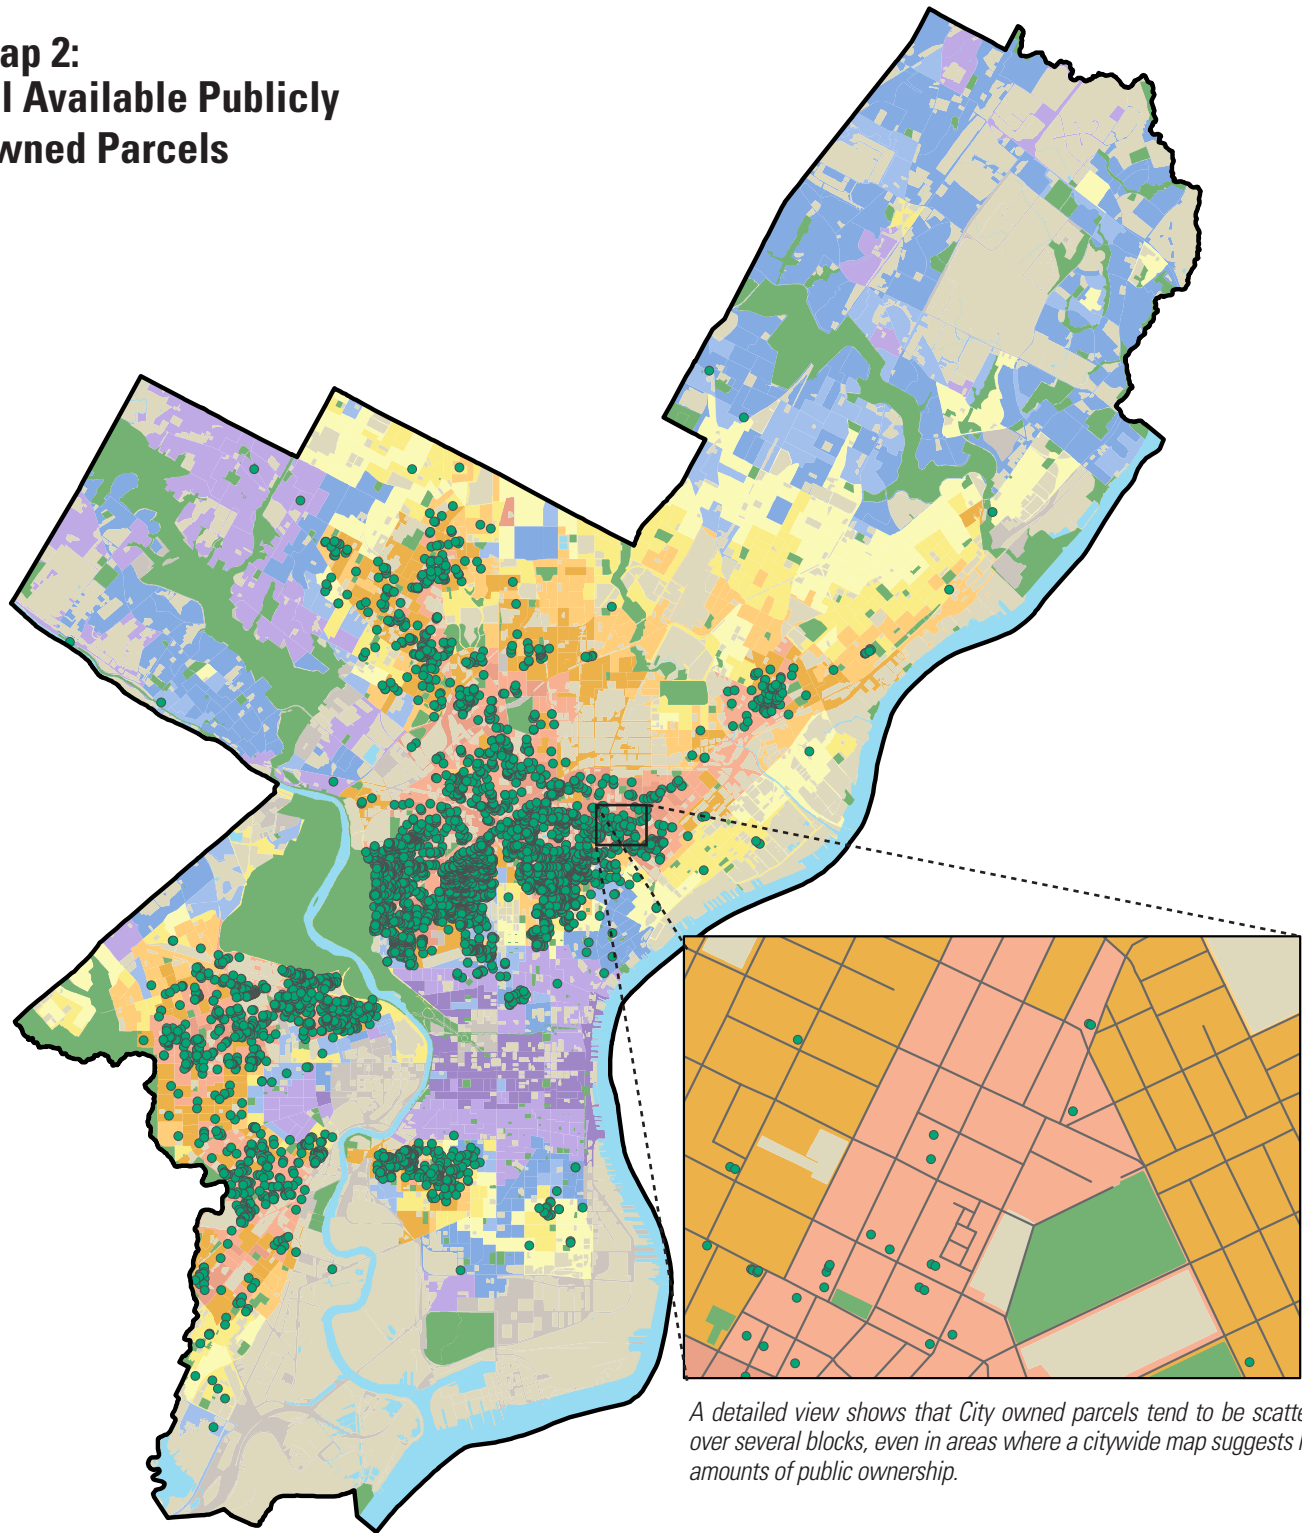 ap 2:
l Available Publicly
wned Parcels
A detailed view shows that City owned parcels tend to be scatte
over several blocks, even in areas where a citywide map suggests l
amounts of public ownership.